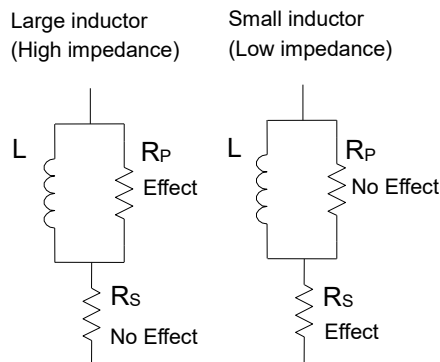 Large inductor
(High impedance)
Small inductor
(Low impedance)
L
RP
Effect
RS
No Effect
L
RP
No Effect
RS
Effect